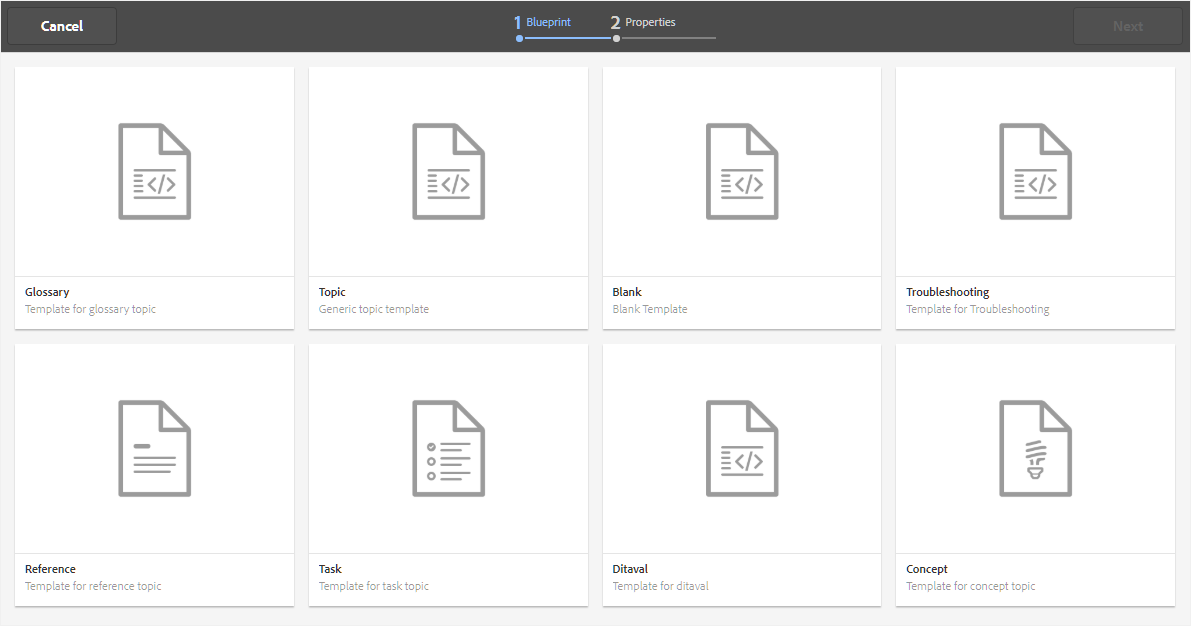 Cancel
1 Blueprint
2 Properties
Next
Glossary
Template for glossary topic
Topic
Generic topic template
Blank
Blank Template
Troubleshooting
Template for Troubleshooting
Reference
Template for reference topic
Task
Template for task topic
Ditaval
Template for ditaval
Concept
Template for concept topic